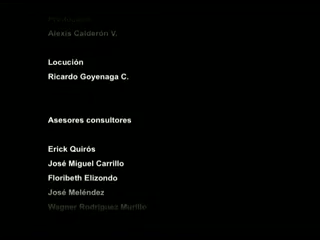 Alexis Calderón V.
Locución
Ricardo Goyenaga C.
Asesores consultores
Erick Quirós
José Miguel Carrillo
Floribeth Elizondo
José Meléndez
Wagner Rodríguez Murillo